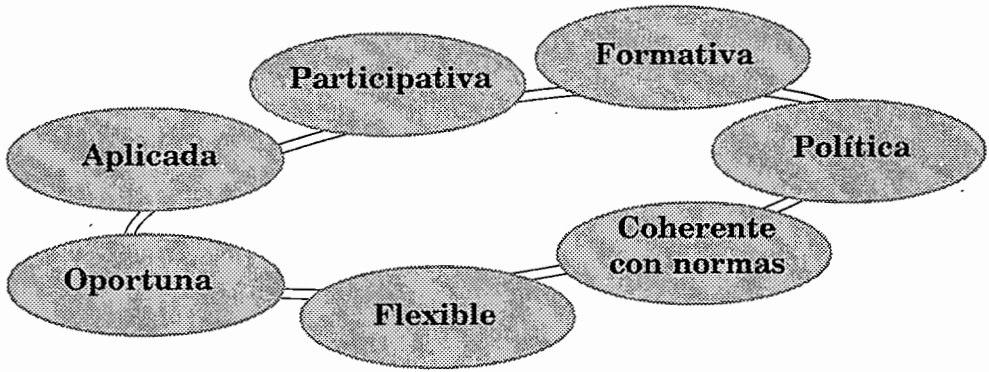 Formativa
Participativa
Política
Aplicada
Coherente
con normas
Oportuna
Flexible